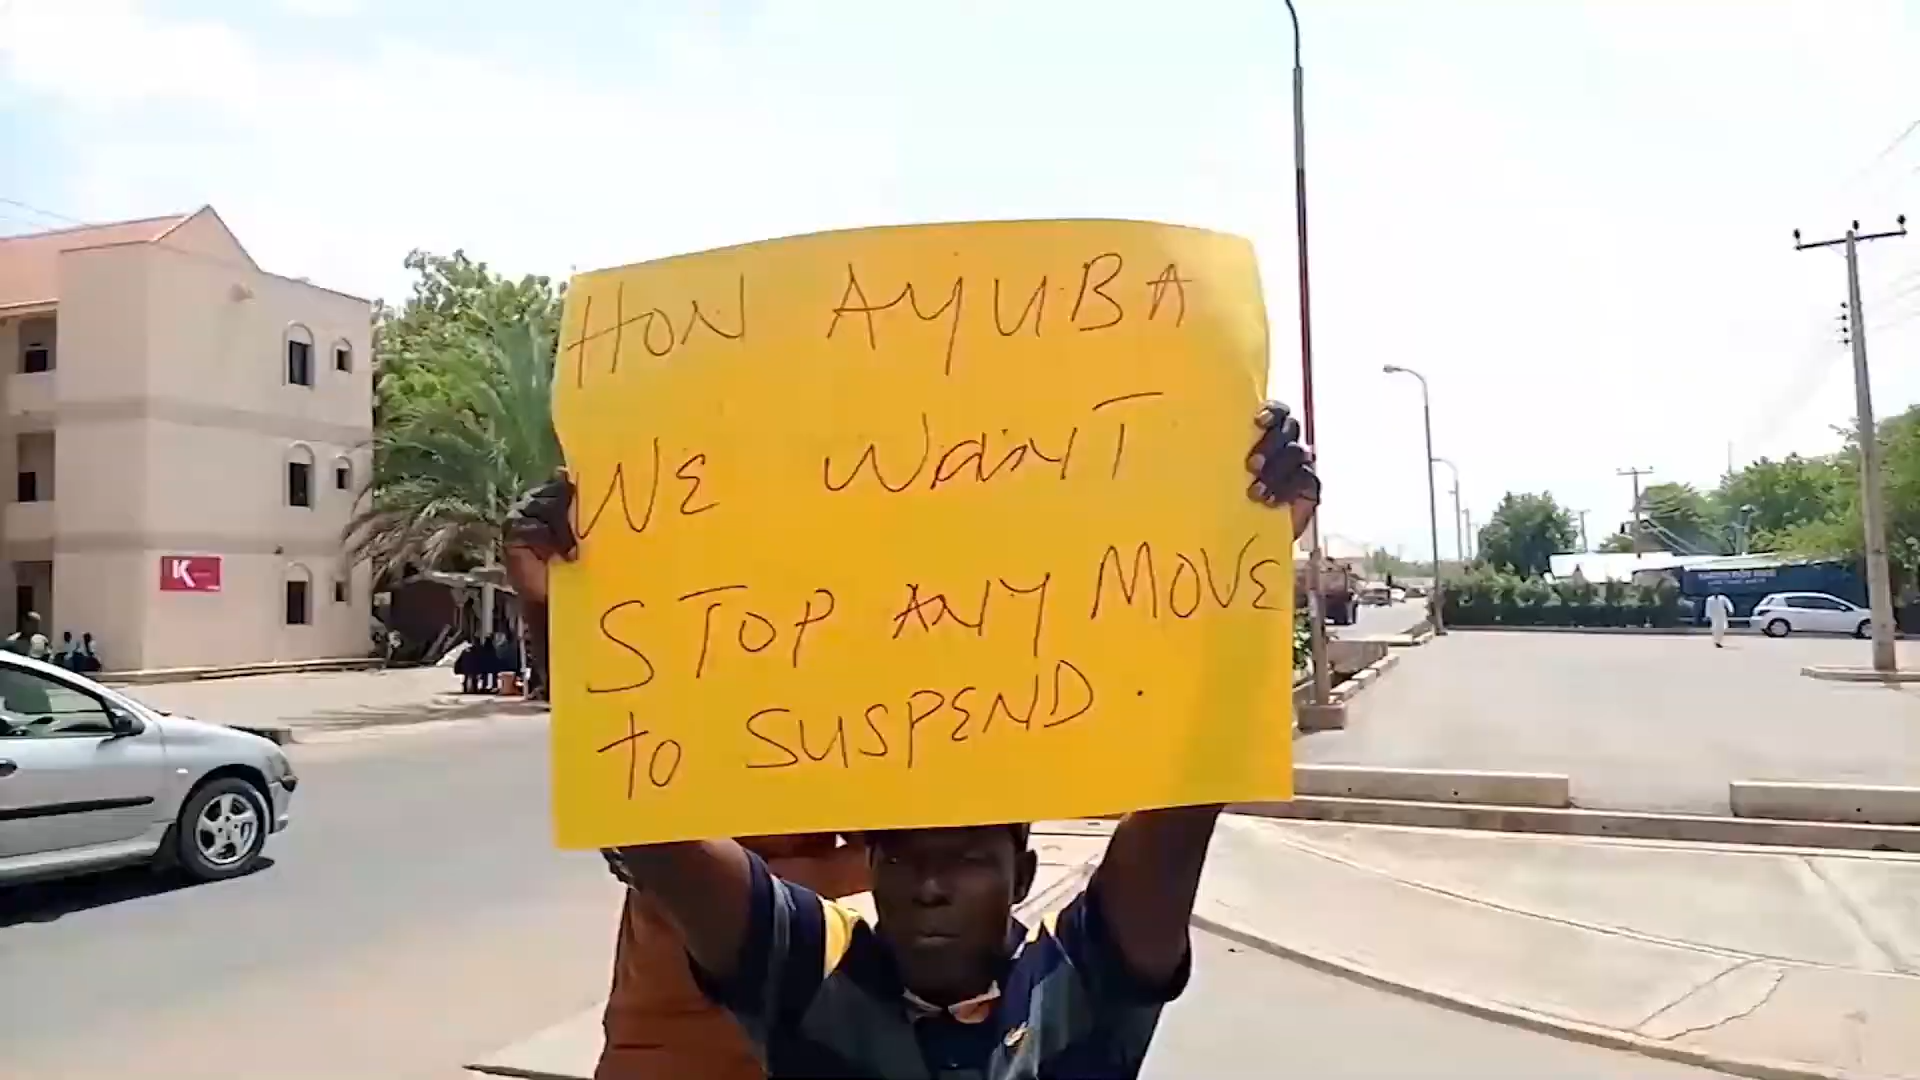 HON AYUBA
WE WANT
STOP ANY MOVE
to SUSPEND.
K